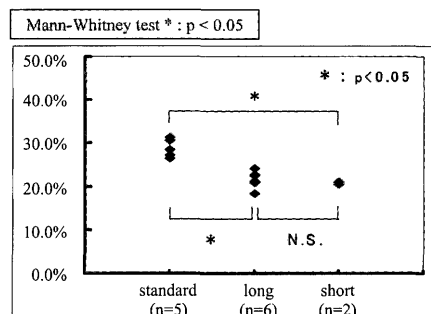 Mann-Whitney test * : p < 0.05
50.0%
* : p<0.05
40.0%
*
30.0%
20.0%
10.0%
*
N.S.
0.0%
standard long short
(n=5) (n=6) (n=2)